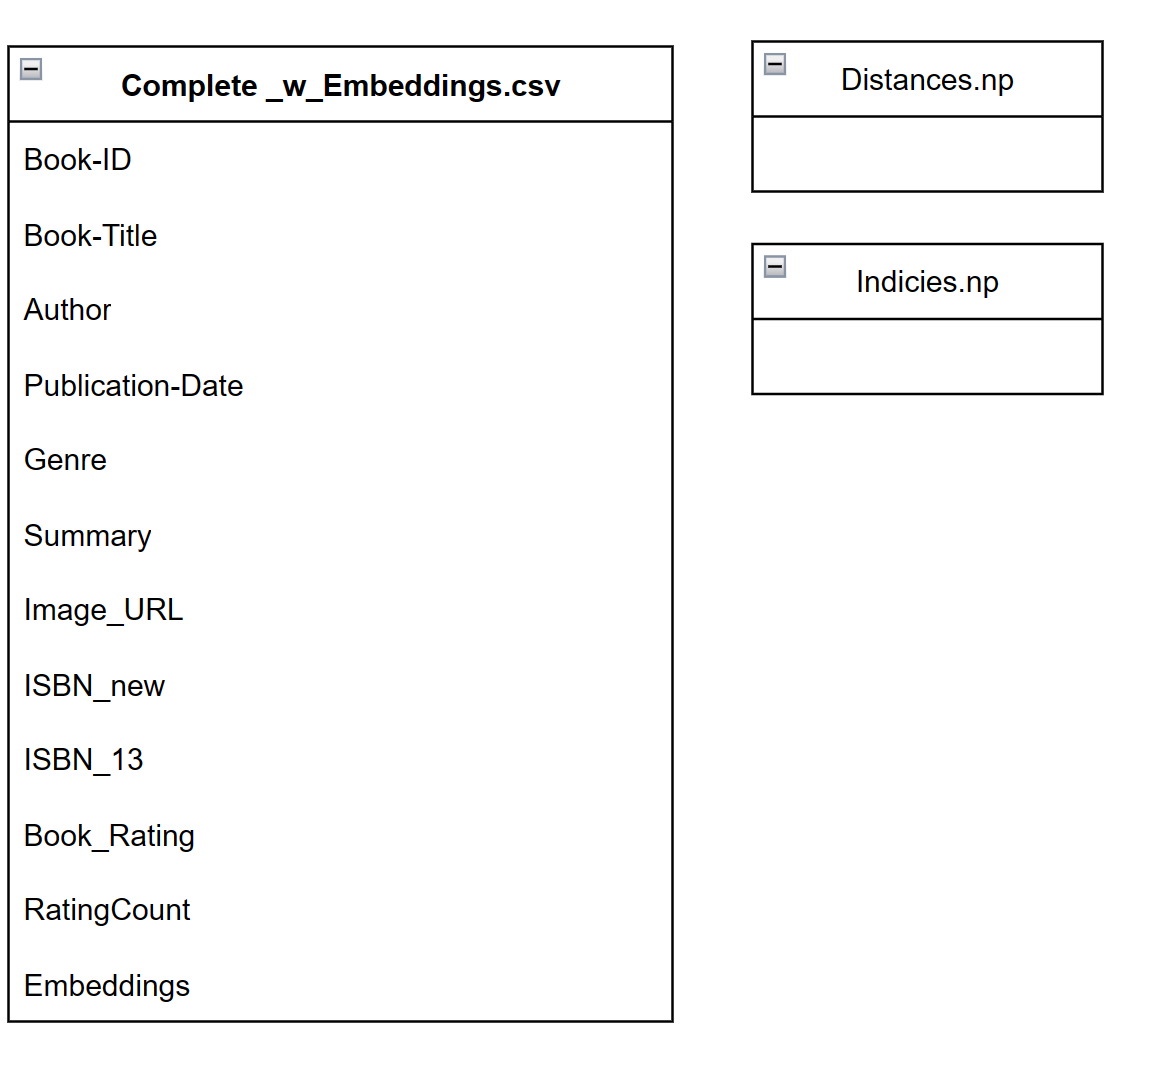 Complete _w_Embeddings.csv
Book-ID
Book-Title
Author
Publication-Date
Genre
Summary
Image_URL
ISBN_new
ISBN_13
Book_Rating
RatingCount
Embeddings
Distances.np
Indicies.np